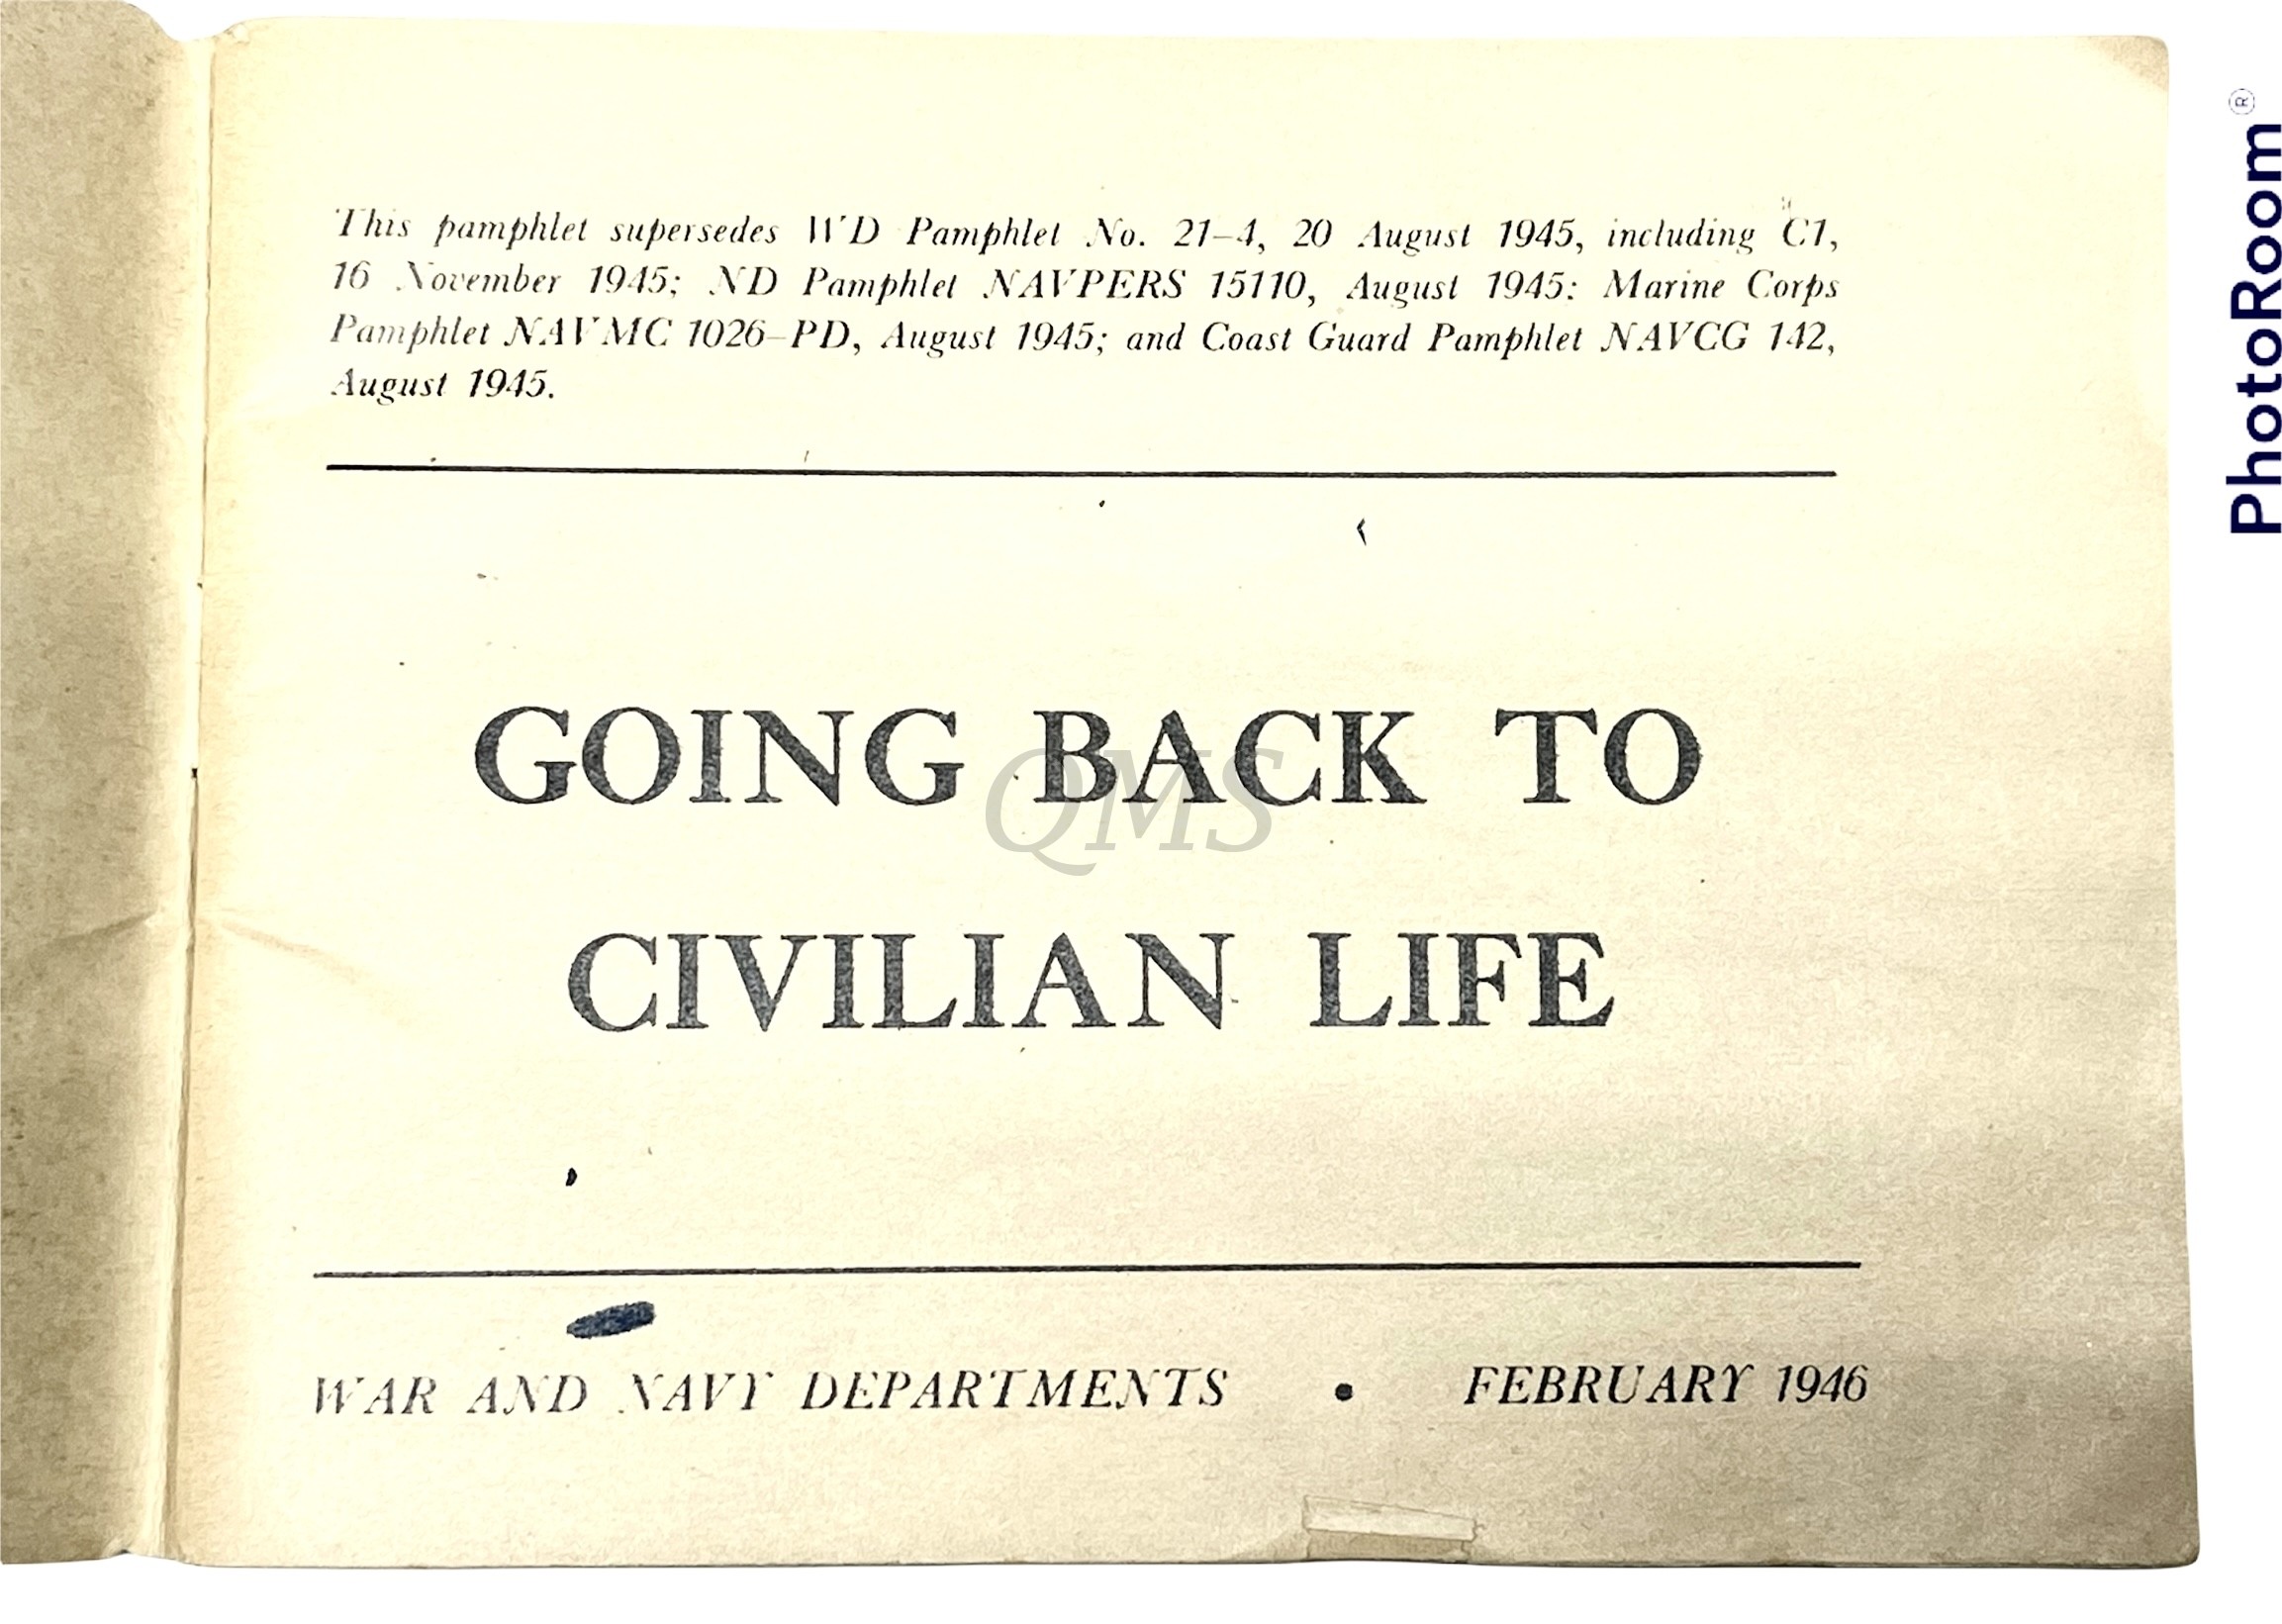 This pamphlet supersedes WD Pamphlet No. 21-4, 20 August 1945, including C1,
16 November 1945; ND Pamphlet NAVPERS 15110, August 1945: Marine Corps
Pamphlet NAVMC 1026-PD, August 1945; and Coast Guard Pamphlet NAVCG 142,
August 1945.
GOING BACK TO
QMS
CIVILIAN LIFE
WAR AND NAVY DEPARTMENTS • FEBRUARY 1946
PhotoRoom®